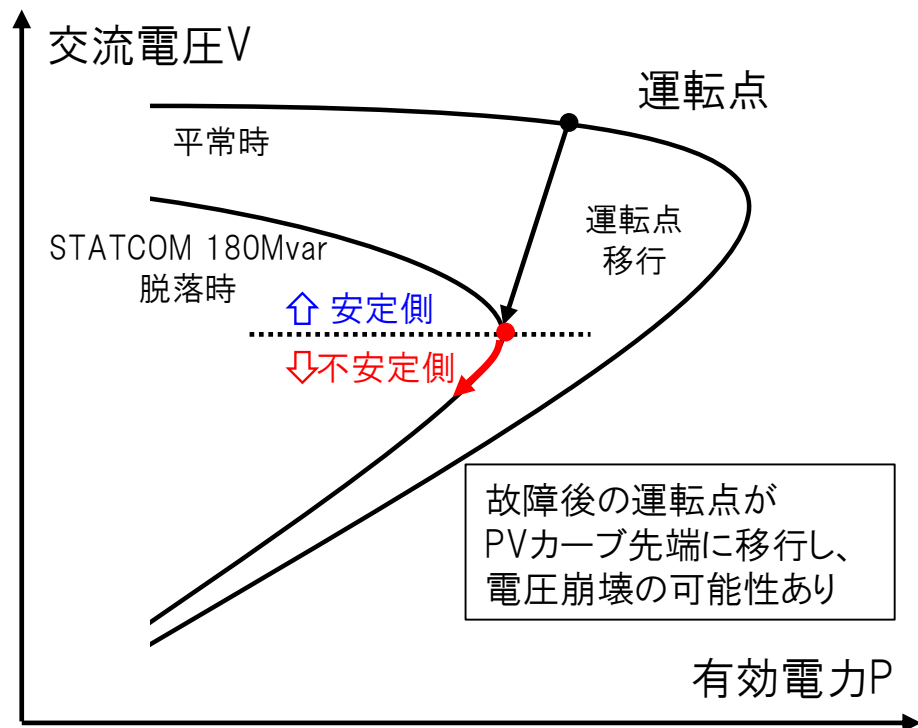 交流電圧V
運転点
平常時
STATCOM 180Mvar
脱落時
運転点
移行
安定側
不安定側
故障後の運転点が
PVカーブ先端に移行し、
電圧崩壊の可能性あり
有効電力P